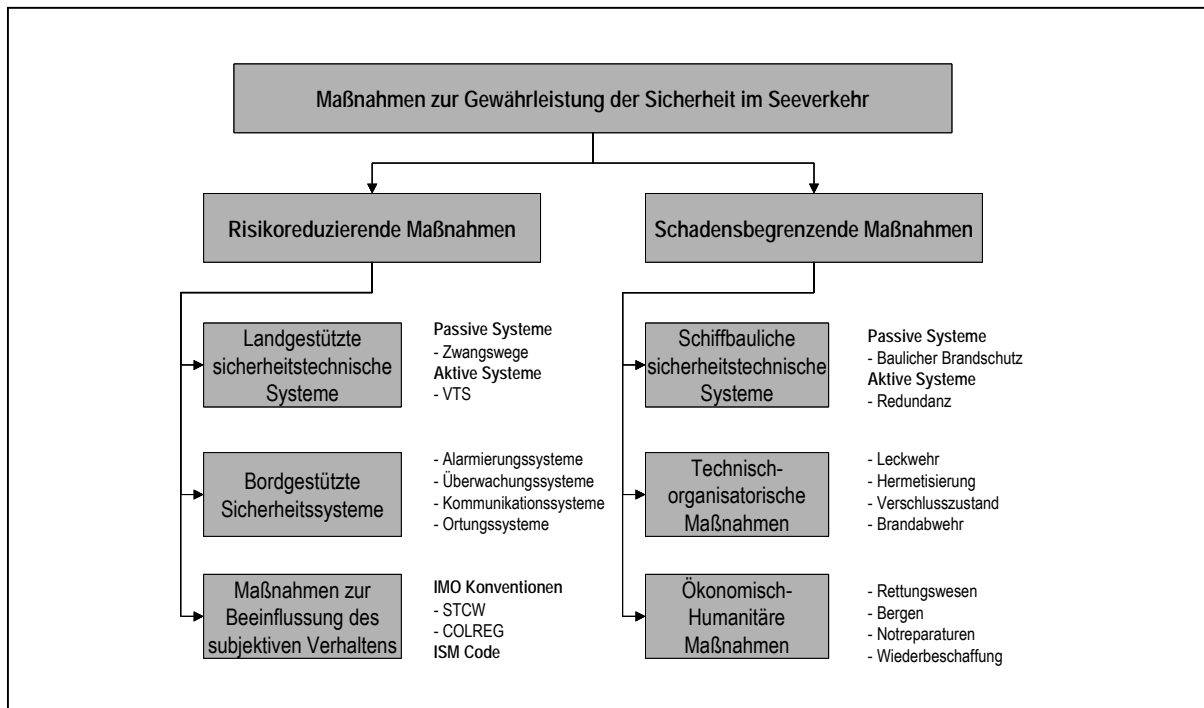 Maßnahmen zur Gewährleistung der Sicherheit im Seeverkehr
Risikoreduzierende Maßnahmen
Landgestützte
sicherheitstechnische
Systeme
Passive Systeme
- Zwangswege
Aktive Systeme
- VTS
Bordgestützte
Sicherheitssysteme
- Alarmierungssysteme
- Überwachungssysteme
- Kommunikationssysteme
- Ortungssysteme
Maßnahmen zur
Beeinflussung des
subjektiven Verhaltens
IMO Konventionen
- STCW
- COLREG
ISM Code
Schadensbegrenzende Maßnahmen
Schiffbauliche
sicherheitstechnische
Systeme
Passive Systeme
- Baulicher Brandschutz
Aktive Systeme
- Redundanz
Technisch-
organisatorische
Maßnahmen
- Leckwehr
- Hermetisierung
- Verschlusszustand
- Brandabwehr
Ökonomisch-
Humanitäre
Maßnahmen
- Rettungswesen
- Bergen
- Notreparaturen
- Wiederbeschaffung